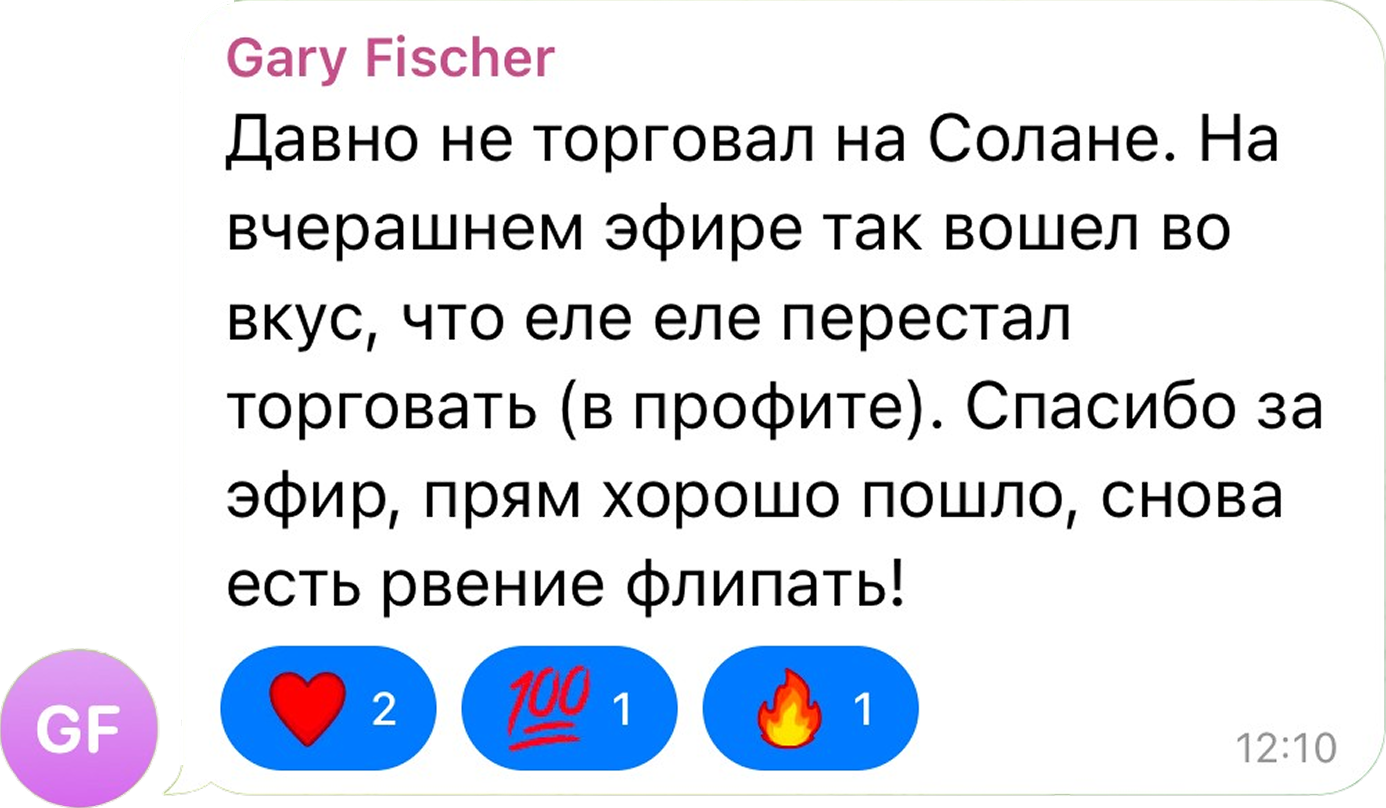 Gary Fischer
Давно не торговал на Солане. На
вчерашнем эфире так вошел во
вкус, что еле еле перестал
торговать (в профите). Спасибо за
эфир, прям хорошо пошло, снова
есть рвение флипать!
❤️ 2 💯 1 🔥 1
12:10
GF